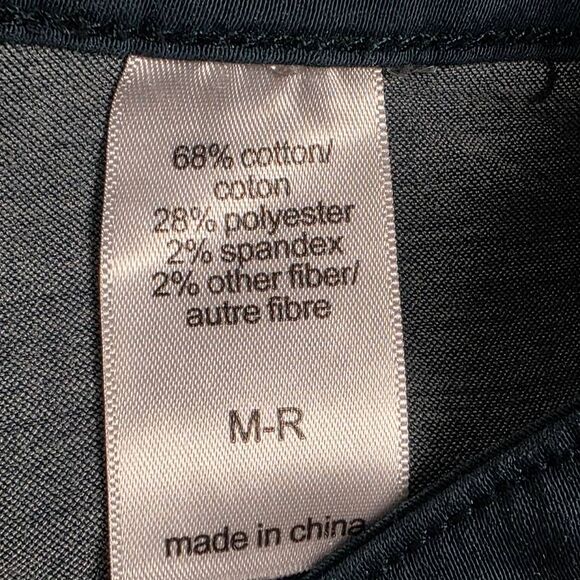 68% cotton/
coton
28% polyester
2% spandex
2% other fiber/
autre fibre
M-R
made in china